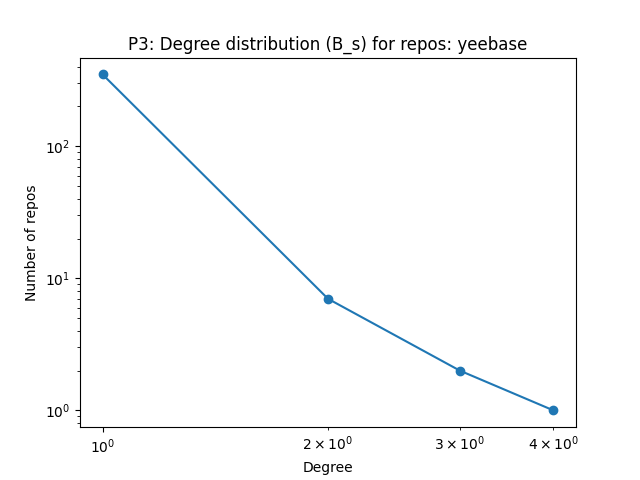 P3: Degree distribution (B_s) for repos: yeebase
Number of repos
10²
10¹
10⁰
10⁰
2 × 10⁰
3 × 10⁰
4 × 10⁰
Degree